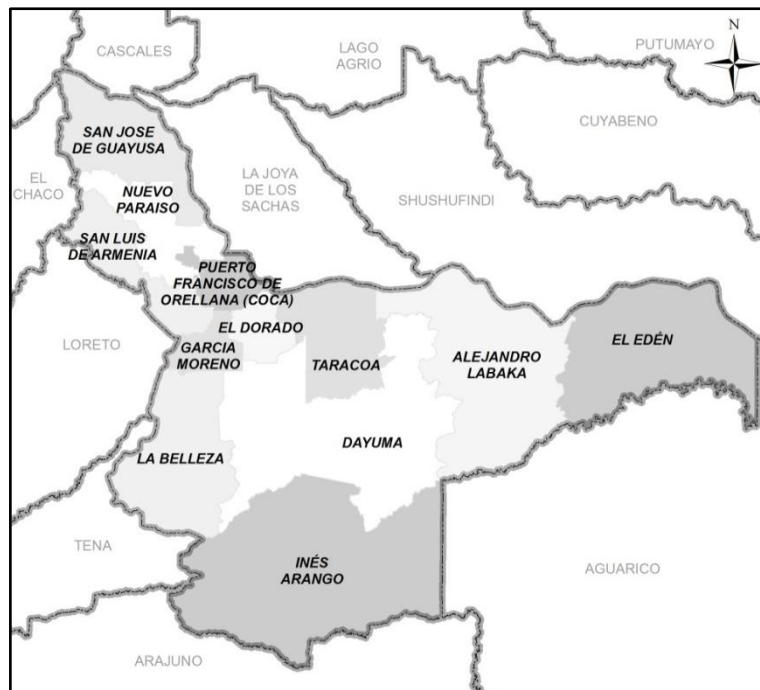 N
CASCALES
LAGO
AGRIO
PUTUMAYO
CUYABENO
SAN JOSE
DE GUAYUSA
EL
CHACO
NUEVO
PARAISO
LA JOYA
DE LOS
SACHAS
SHUSHUFINDI
SAN LUIS
DE ARMENIA
PUERTO
FRANCISCO DE
ORELLANA (COCA)
EL DORADO
LORETO
GARCIA
MORENO
TARACOA
ALEJANDRO
LABAKA
EL EDÉN
LA BELLEZA
DAYUMA
TENA
INÉS
ARANGO
AGUARICO
ARAJUNO